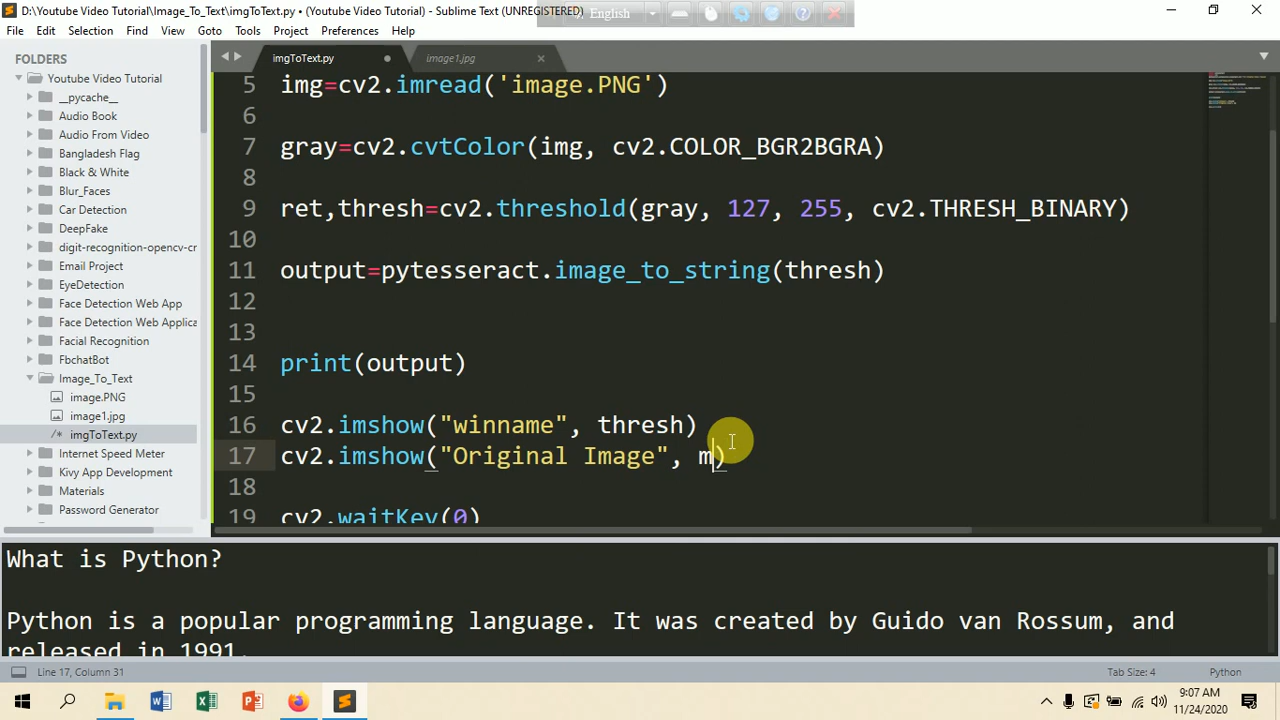 D:\Youtube Video Tutorial\Image_To_Text\imgToText.py • (Youtube Video Tutorial) - Sublime Text (UNREGISTERED)
English
File Edit Selection Find View Goto Tools Project Preferences Help
FOLDERS
Youtube Video Tutorial
__pycache__
Audio Book
Audio From Video
Bangladesh Flag
Black & White
Blur_Faces
Car Detection
DeepFake
digit-recognition-opencv-cr
Email Project
EyeDetection
Face Detection Web App
Face Detection Web Applica
Facial Recognition
FbchatBot
Image_To_Text
image.PNG
image1.jpg
/* imgToText.py
Internet Speed Meter
Kivy App Development
Materials
Password Generator
imgToText.py
image1.jpg
5 img=cv2.imread('image.PNG')
6
7 gray=cv2.cvtColor(img, cv2.COLOR_BGR2BGRA)
8
9 ret,thresh=cv2.threshold(gray, 127, 255, cv2.THRESH_BINARY)
10
11 output=pytesseract.image_to_string(thresh)
12
13
14 print(output)
15
16 cv2.imshow("winname", thresh)
17 cv2.imshow("Original Image", m)
18
19 cv2.waitKey(0)
What is Python?
Python is a popular programming language. It was created by Guido van Rossum, and
released in 1991.
Line 17, Column 31
Tab Size: 4
Python
9:07 AM
11/24/2020